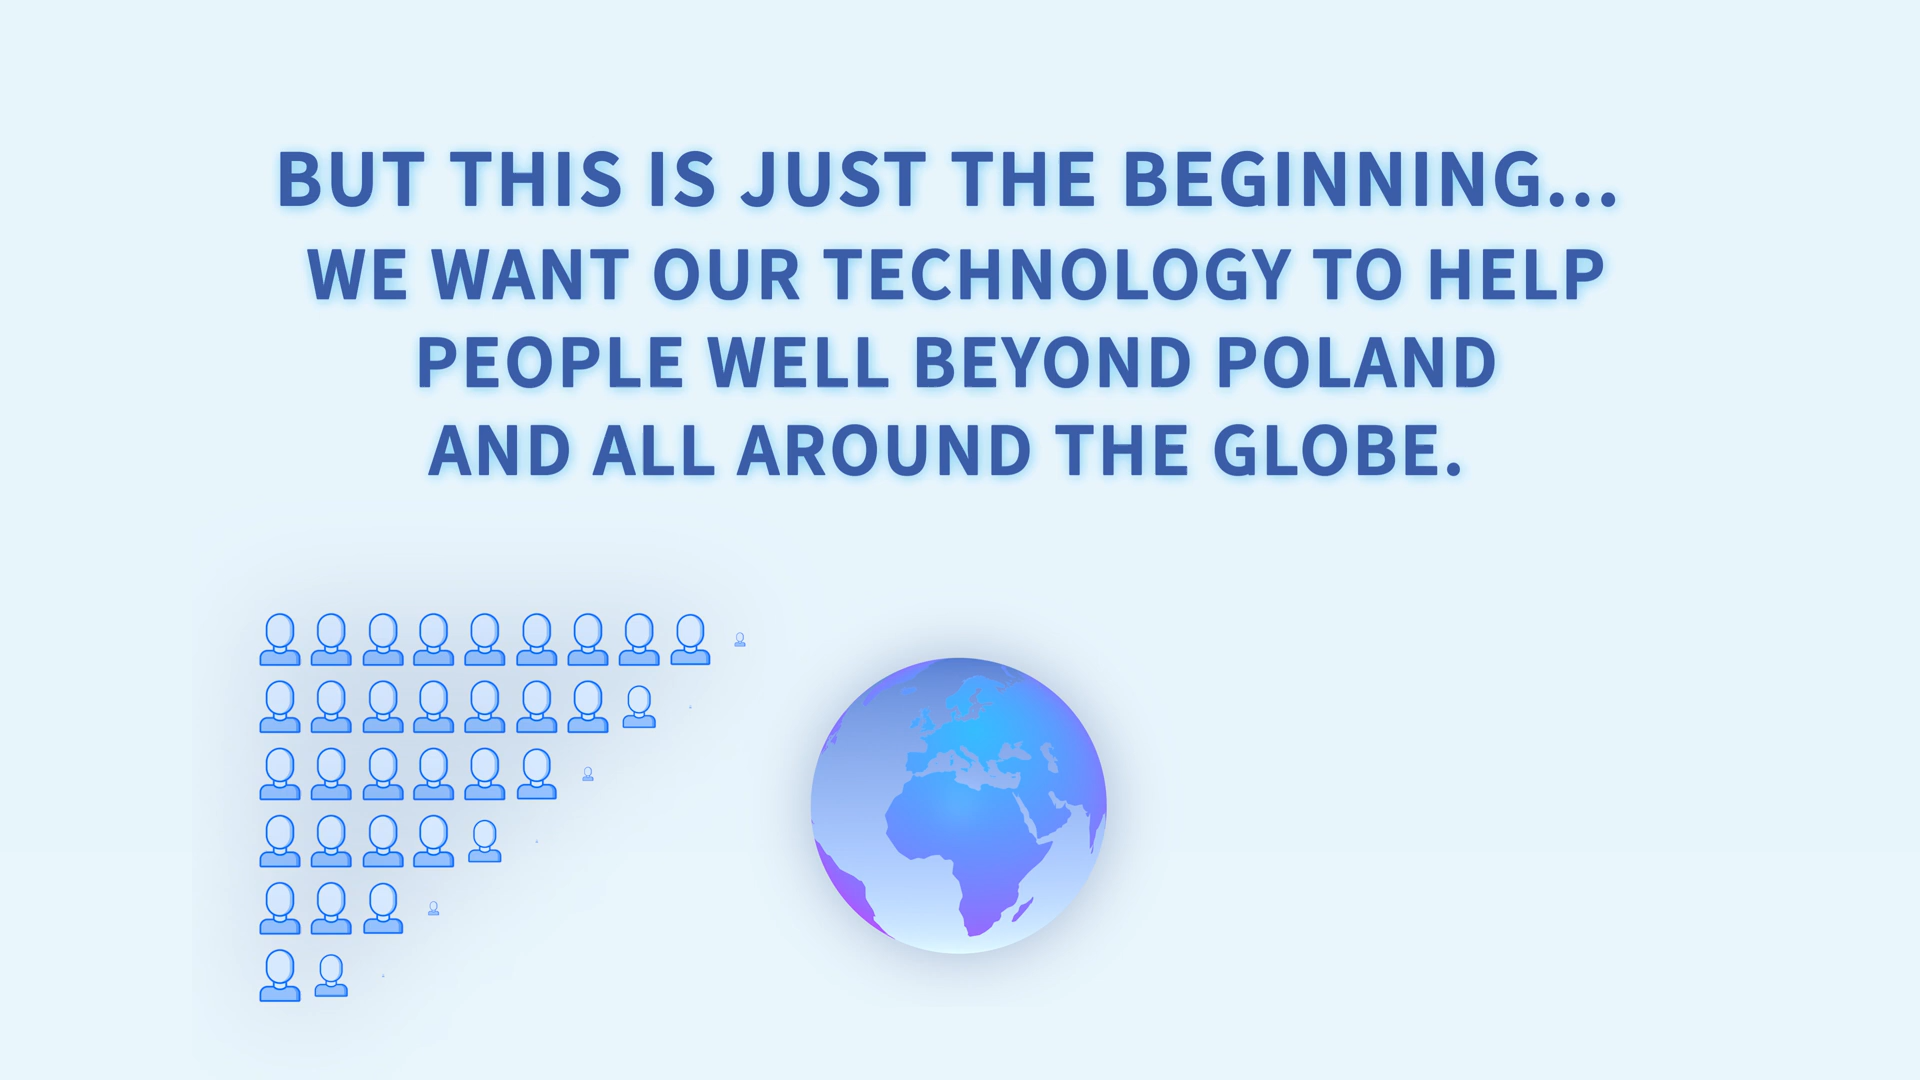 BUT THIS IS JUST THE BEGINNING...
WE WANT OUR TECHNOLOGY TO HELP
PEOPLE WELL BEYOND POLAND
AND ALL AROUND THE GLOBE.